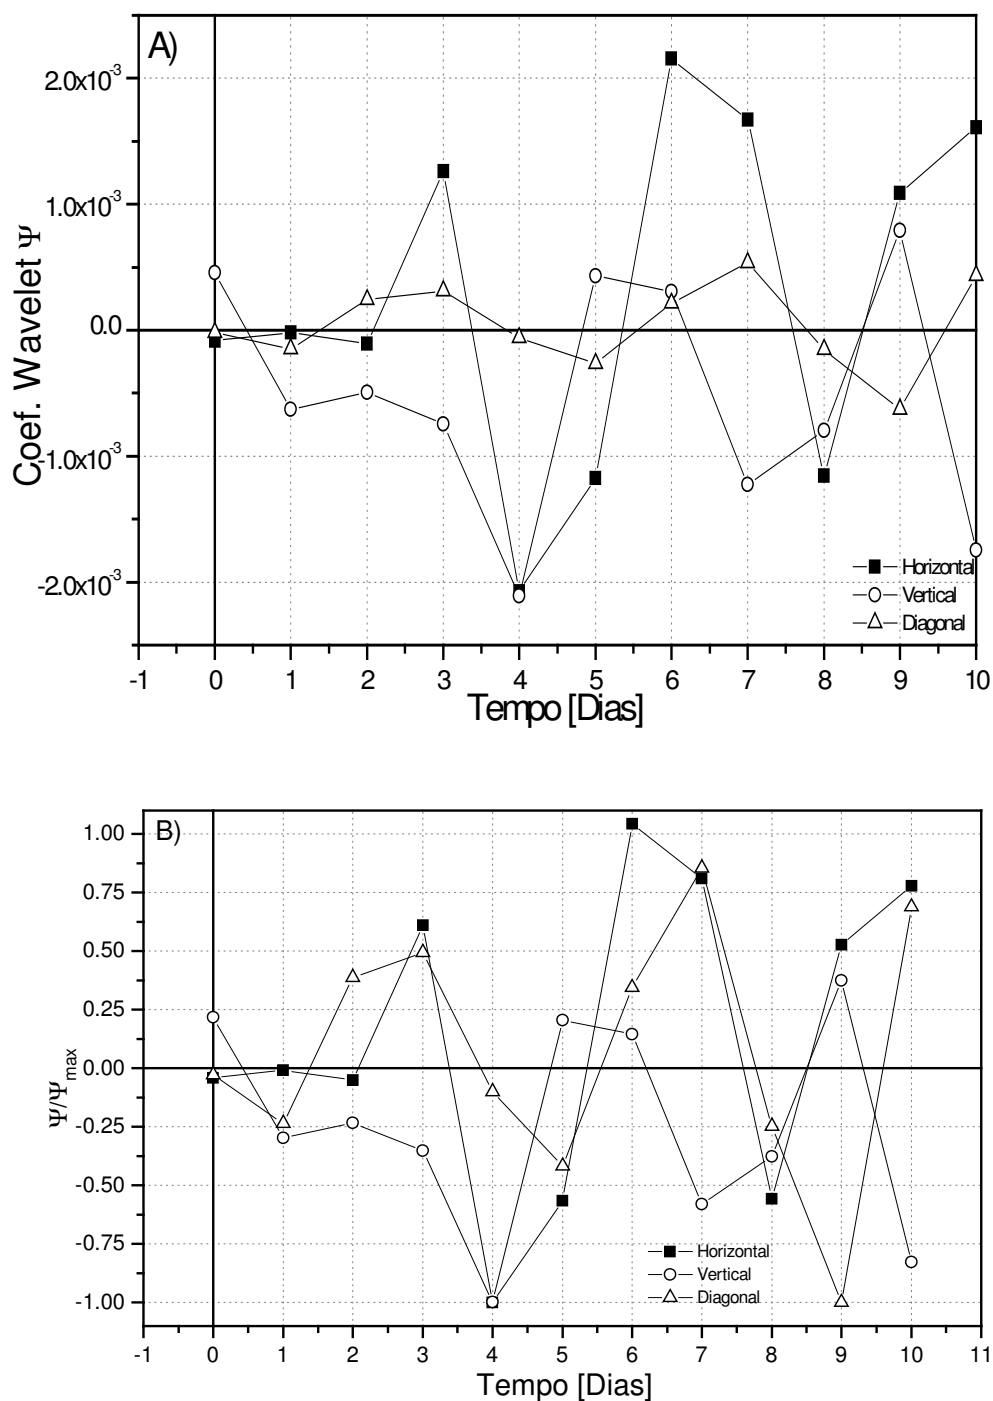 A)
2.0x10⁻³
1.0x10⁻³
0.0
-1.0x10⁻³
-2.0x10⁻³
Coef. Wavelet Ψ
Horizontal
Vertical
Diagonal
-1 0 1 2 3 4 5 6 7 8 9 10
Tempo [Dias]
B)
1.00
0.75
0.50
0.25
0.00
-0.25
-0.50
-0.75
-1.00
Ψ/Ψmax
Horizontal
Vertical
Diagonal
-1 0 1 2 3 4 5 6 7 8 9 10 11
Tempo [Dias]